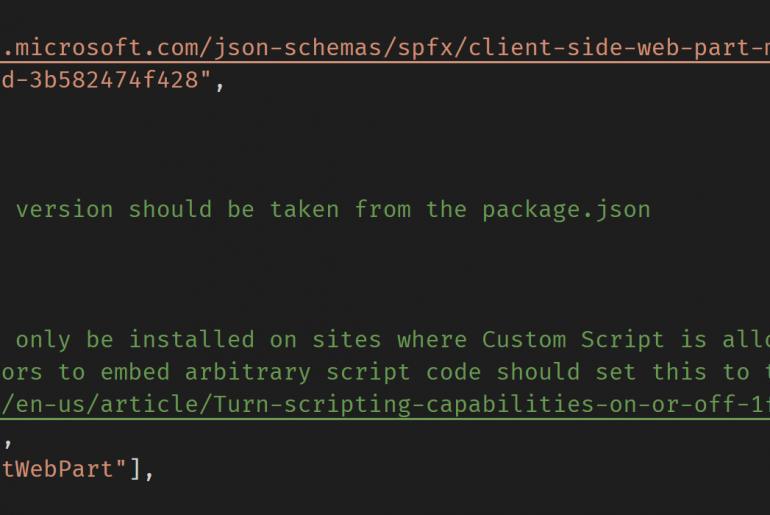 .microsoft.com/json-schemas/spfx/client-side-web-part-
d-3b582474f428",
version should be taken from the package.json
only be installed on sites where Custom Script is allo
ors to embed arbitrary script code should set this to t
/en-us/article/Turn-scripting-capabilities-on-or-off-1f
,
tWebPart"],